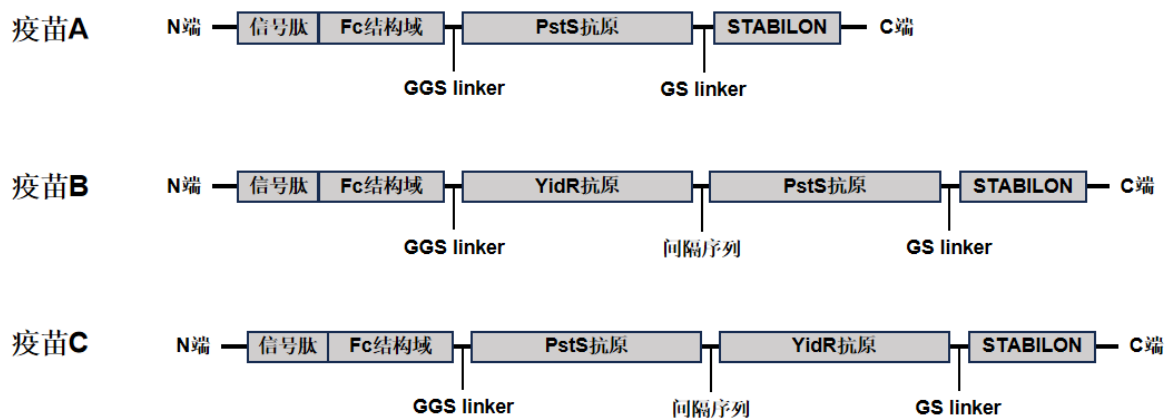 疫苗A N端 信号肽 Fc结构域 PstS抗原 STABILON C端
GGS linker GS linker
疫苗B N端 信号肽 Fc结构域 YidR抗原 PstS抗原 STABILON C端
GGS linker 间隔序列 GS linker
疫苗C N端 信号肽 Fc结构域 PstS抗原 YidR抗原 STABILON C端
GGS linker 间隔序列 GS linker